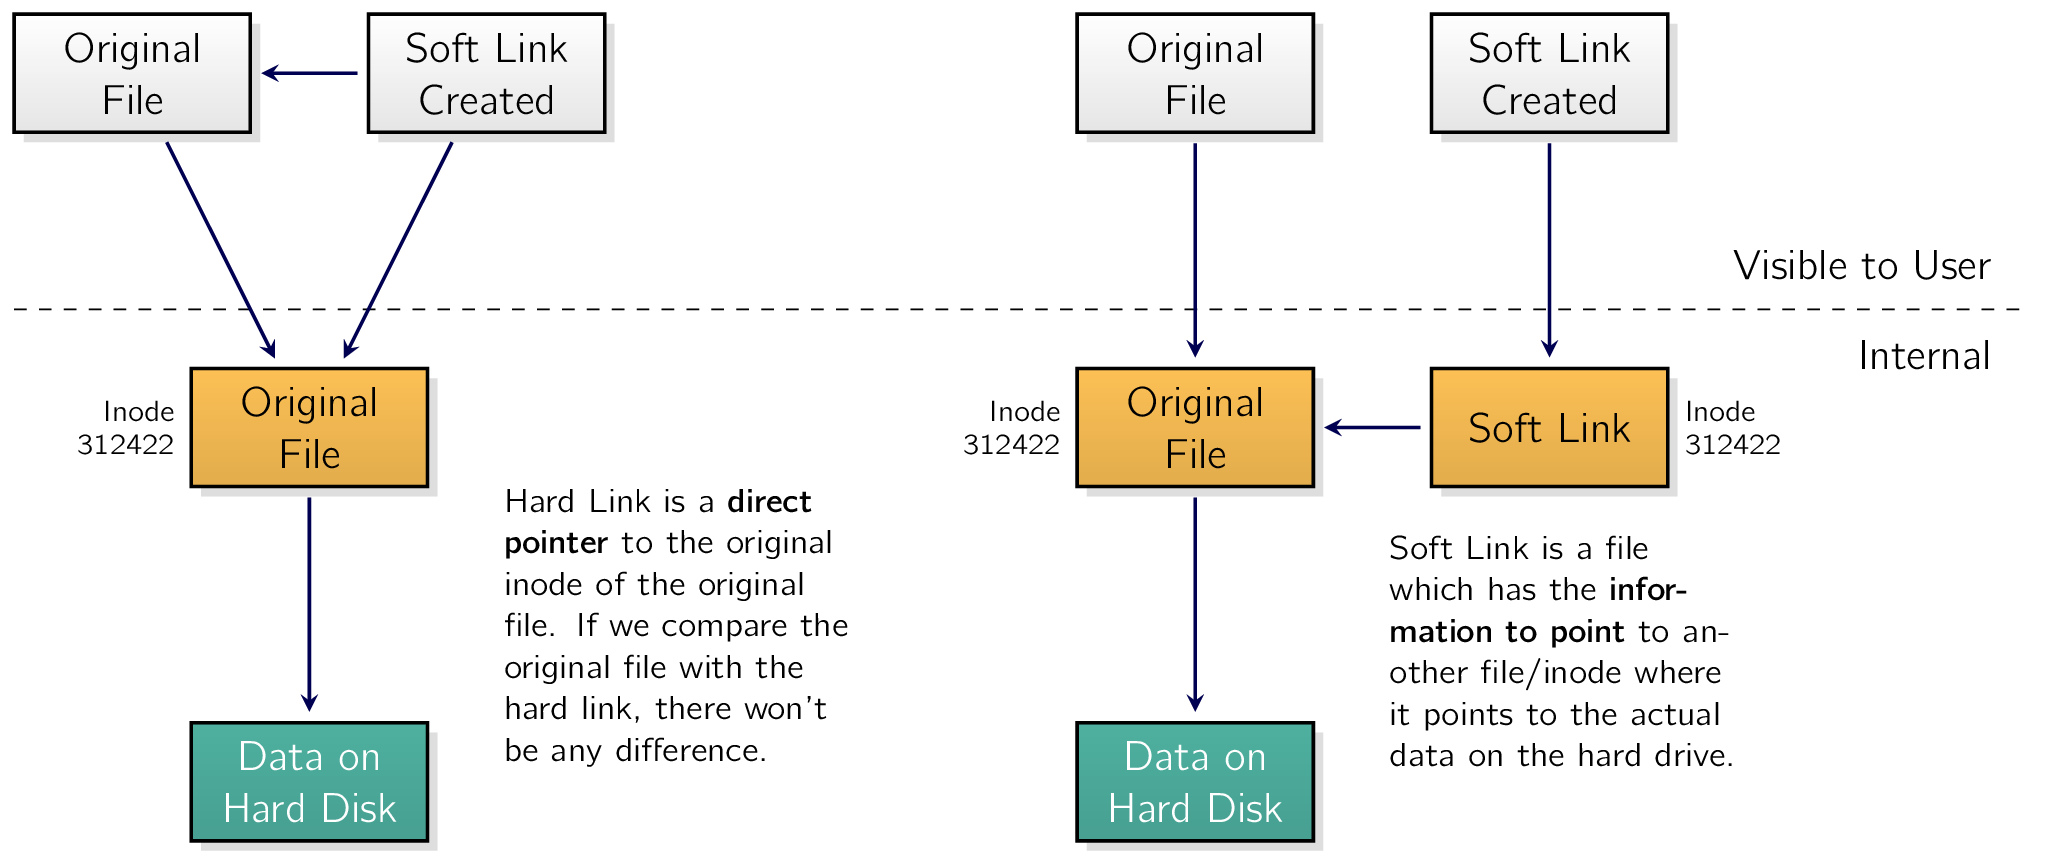 Original
File
Soft Link
Created
Original
File
Soft Link
Created
Visible to User
Internal
Inode
312422
Original
File
Inode
312422
Original
File
Soft Link
Inode
312422
Hard Link is a direct
pointer to the original
inode of the original
file. If we compare the
original file with the
hard link, there won't
be any difference.
Soft Link is a file
which has the infor-
mation to point to an-
other file/inode where
it points to the actual
data on the hard drive.
Data on
Hard Disk
Data on
Hard Disk